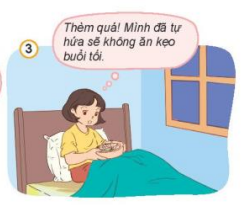 3
Thèm quá! Mình đã tự
hứa sẽ không ăn kẹo
buổi tối.